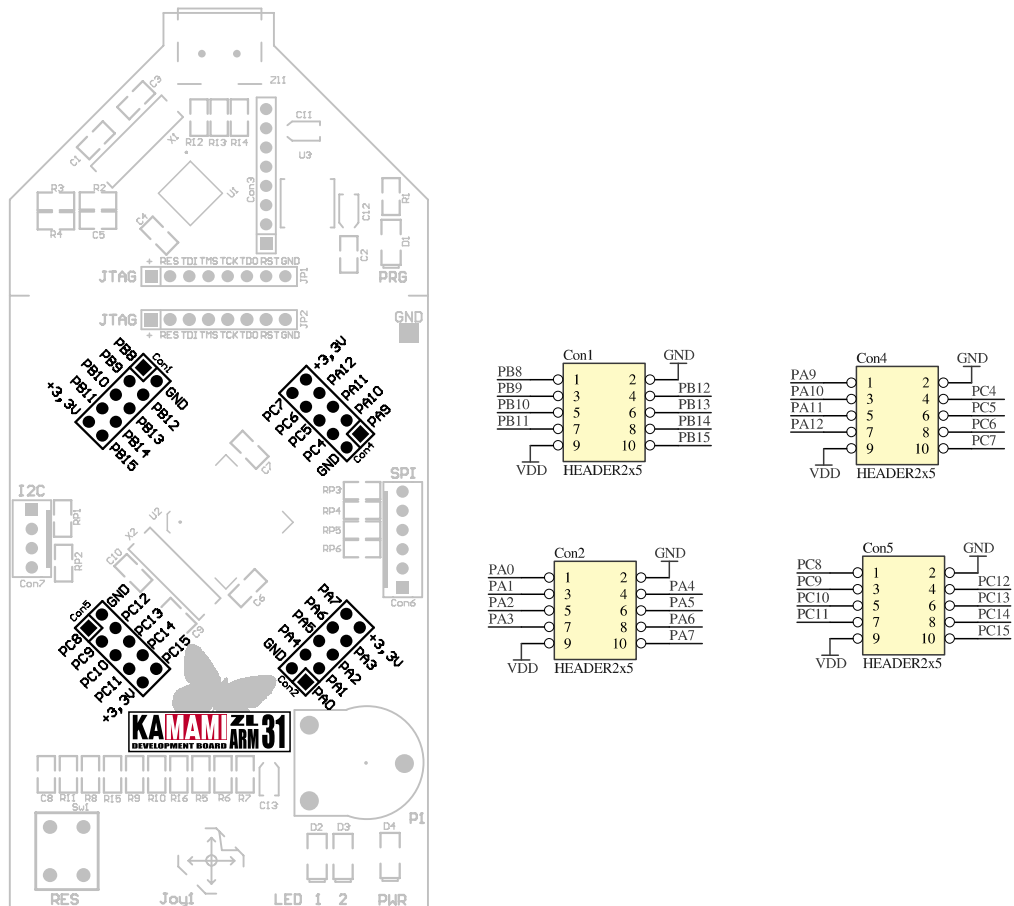 Z11
C3
C11
R12 R13 R14
X1
C1
U3
U1
Con3
R3 R2
R1
C12
C4
D1
R4 C5
C2
+ RES TDI TMS TCK TDO RST GND
JTAG
JP1
PRG
JTAG
JP2
GND
+ RES TDI TMS TCK TDO RST GND
PB8
PB9
PB10
PB11
+3,3V
Con1
GND
PB12
PB13
PB14
PB15
+3,3V
PA12
PA11
PA10
PA9
PC7
PC6
PC5
PC4
GND
Con4
C7
I2C
SPI
RP3
RP4
RP5
RP6
RP1
RP2
U2
X2
C10
Con7
Con6
C6
C9
Con5
GND
PC12
PC13
PC14
PC15
PC8
PC9
PC10
PC11
+3,3V
PA7
PA6
PA5
PA4
GND
+3,3V
PA3
PA2
PA1
PA0
Con2
KAMAMI ZL
ARM 31
DEVELOPMENT BOARD
C8 R11 R8 R15 R9 R10 R16 R5 R6 R7
C13
SW1
P1
D2 D3 D4
RES Joy1 LED 1 2 PWR
Con1
GND
PB8 1 2
PB9 3 4 PB12
PB10 5 6 PB13
PB11 7 8 PB14
9 10 PB15
VDD
HEADER2x5
Con4
GND
PA9 1 2
PA10 3 4 PC4
PA11 5 6 PC5
PA12 7 8 PC6
9 10 PC7
VDD
HEADER2x5
Con2
GND
PA0 1 2
PA1 3 4 PA4
PA2 5 6 PA5
PA3 7 8 PA6
9 10 PA7
VDD
HEADER2x5
Con5
GND
PC8 1 2
PC9 3 4 PC12
PC10 5 6 PC13
PC11 7 8 PC14
9 10 PC15
VDD
HEADER2x5